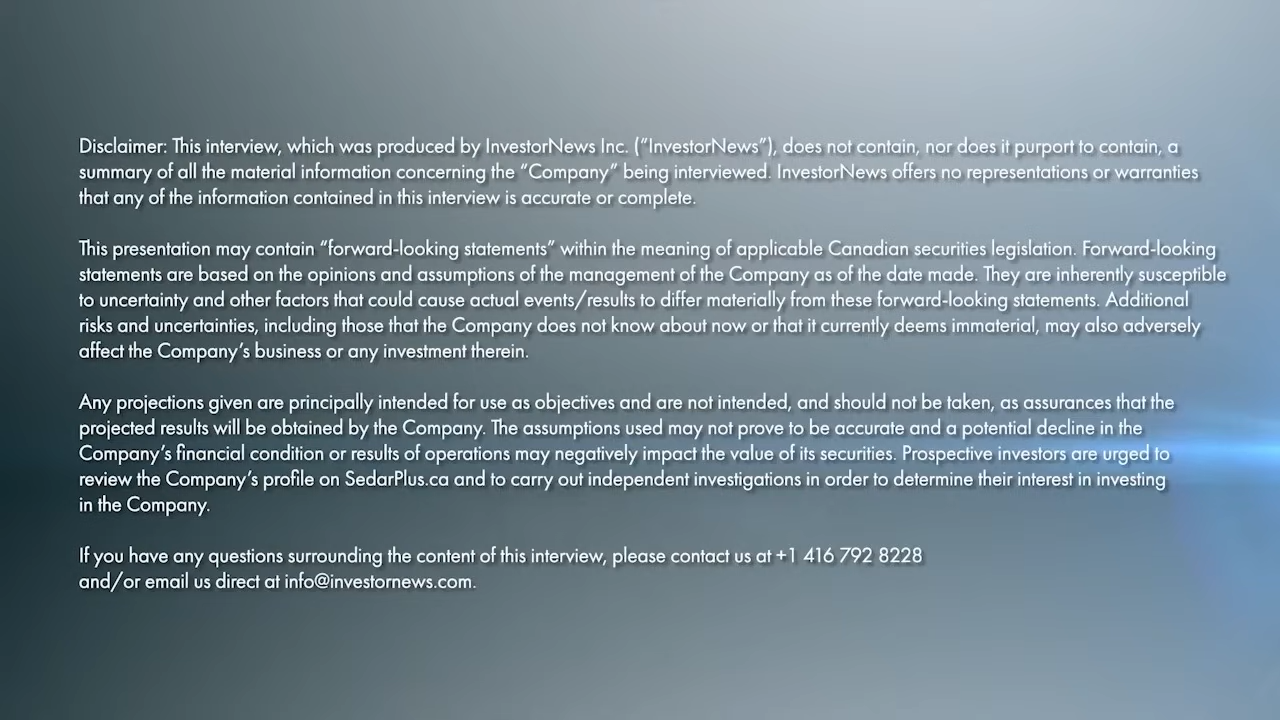 Disclaimer: This interview, which was produced by InvestorNews Inc. (“InvestorNews”), does not contain, nor does it purport to contain, a
summary of all the material information concerning the “Company” being interviewed. InvestorNews offers no representations or warranties
that any of the information contained in this interview is accurate or complete.
This presentation may contain “forward-looking statements” within the meaning of applicable Canadian securities legislation. Forward-looking
statements are based on the opinions and assumptions of the management of the Company as of the date made. They are inherently susceptible
to uncertainty and other factors that could cause actual events/results to differ materially from these forward-looking statements. Additional
risks and uncertainties, including those that the Company does not know about now or that it currently deems immaterial, may also adversely
affect the Company’s business or any investment therein.
Any projections given are principally intended for use as objectives and are not intended, and should not be taken, as assurances that the
projected results will be obtained by the Company. The assumptions used may not prove to be accurate and a potential decline in the
Company’s financial condition or results of operations may negatively impact the value of its securities. Prospective investors are urged to
review the Company’s profile on SedarPlus.ca and to carry out independent investigations in order to determine their interest in investing
in the Company.
If you have any questions surrounding the content of this interview, please contact us at +1 416 792 8228
and/or email us direct at info@investornews.com.